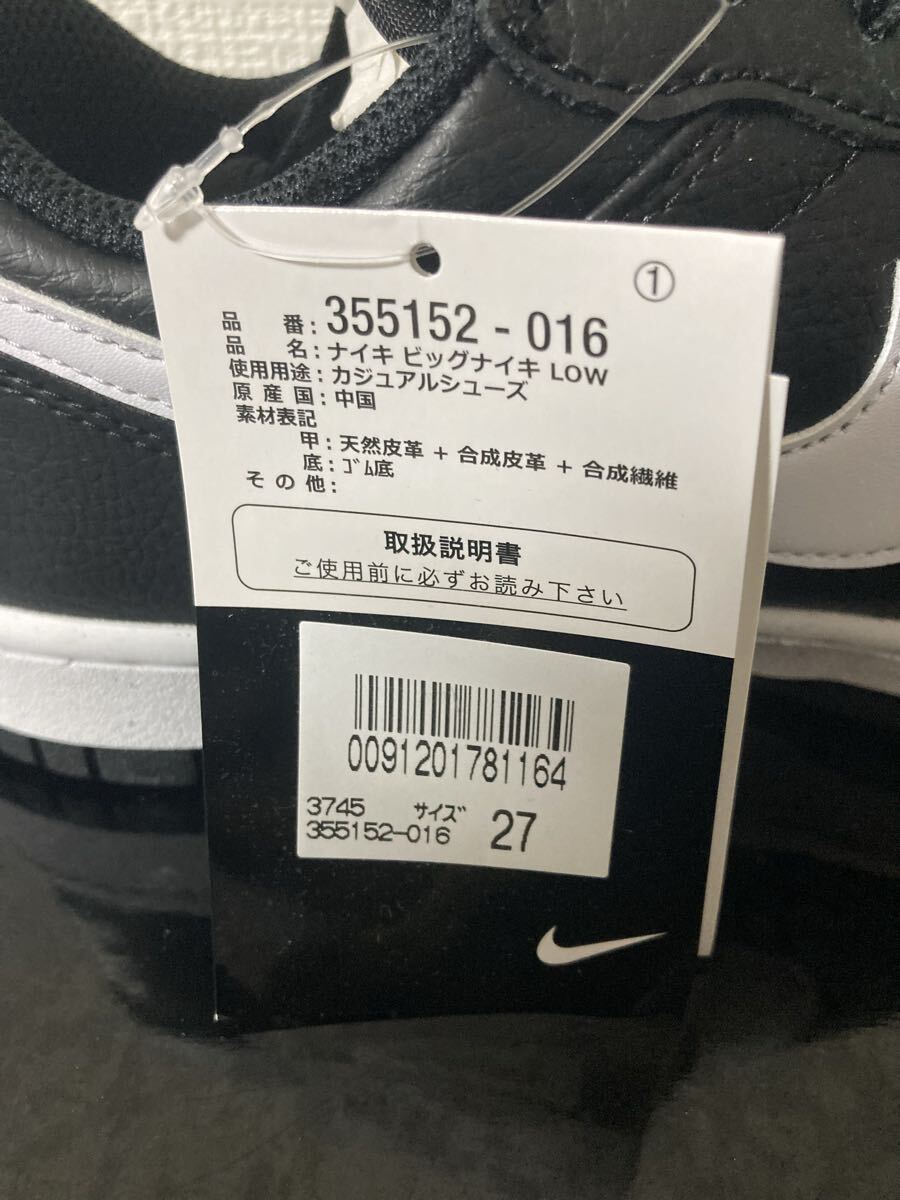 ①
品 番：355152 - 016
品 名：ナイキ ビッグナイキ LOW
使用用途：カジュアルシューズ
原 産 国：中国
素材表記
甲：天然皮革 + 合成皮革 + 合成繊維
底：ｺﾞﾑ底
そ の 他：
取扱説明書
ご使用前に必ずお読み下さい
0091201781164
3745 サイズ 27
355152-016